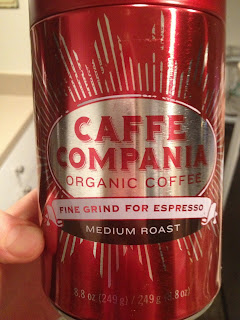 CAFFE
COMPANIA
ORGANIC COFFEE
FINE GRIND FOR ESPRESSO
MEDIUM ROAST
8.8 oz (249 g) / 249 g (8.8 oz)